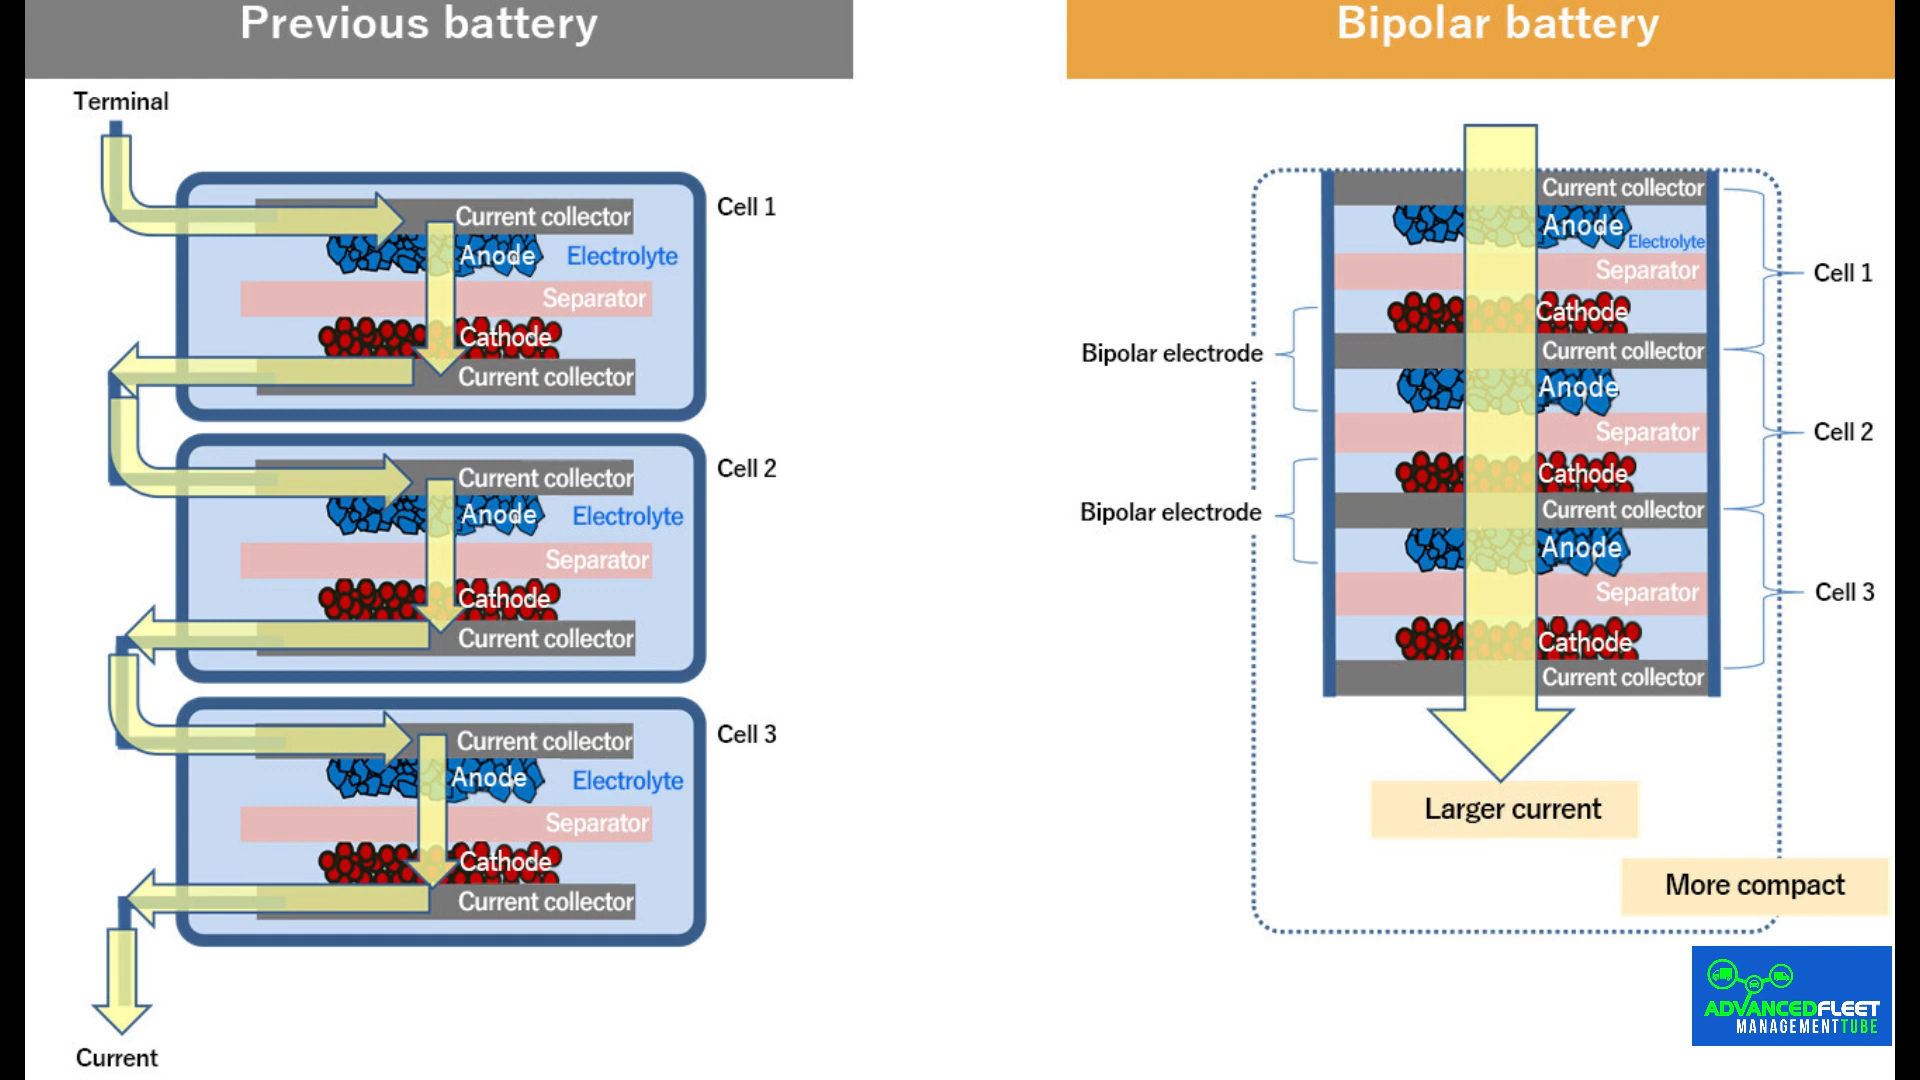 Previous battery
Terminal
Current collector
Cell 1
Anode
Electrolyte
Separator
Cathode
Current collector
Current collector
Cell 2
Anode
Electrolyte
Separator
Cathode
Current collector
Current collector
Cell 3
Anode
Electrolyte
Separator
Cathode
Current collector
Current
Bipolar battery
Current collector
Anode
Electrolyte
Separator
Cell 1
Cathode
Bipolar electrode
Current collector
Anode
Separator
Cell 2
Cathode
Bipolar electrode
Current collector
Anode
Separator
Cell 3
Cathode
Current collector
Larger current
More compact
ADVANCEDFLEET
MANAGEMENTTUBE